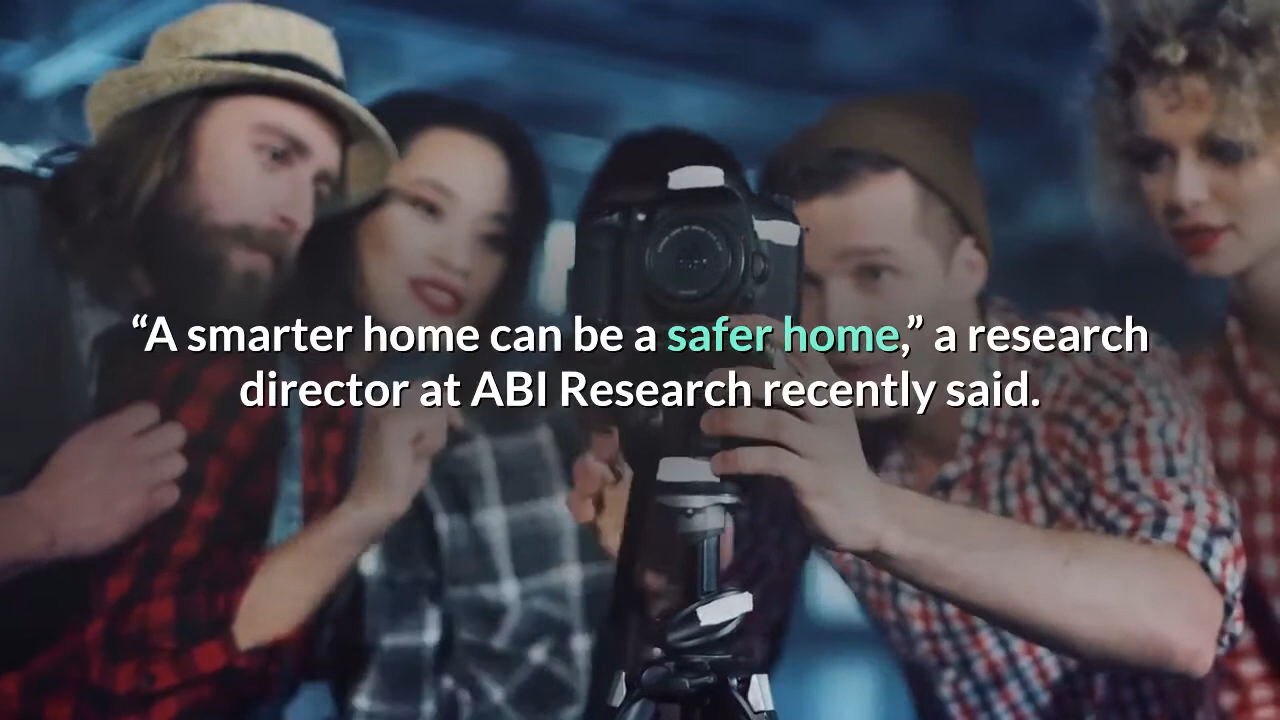 “A smarter home can be a safer home,” a research
director at ABI Research recently said.